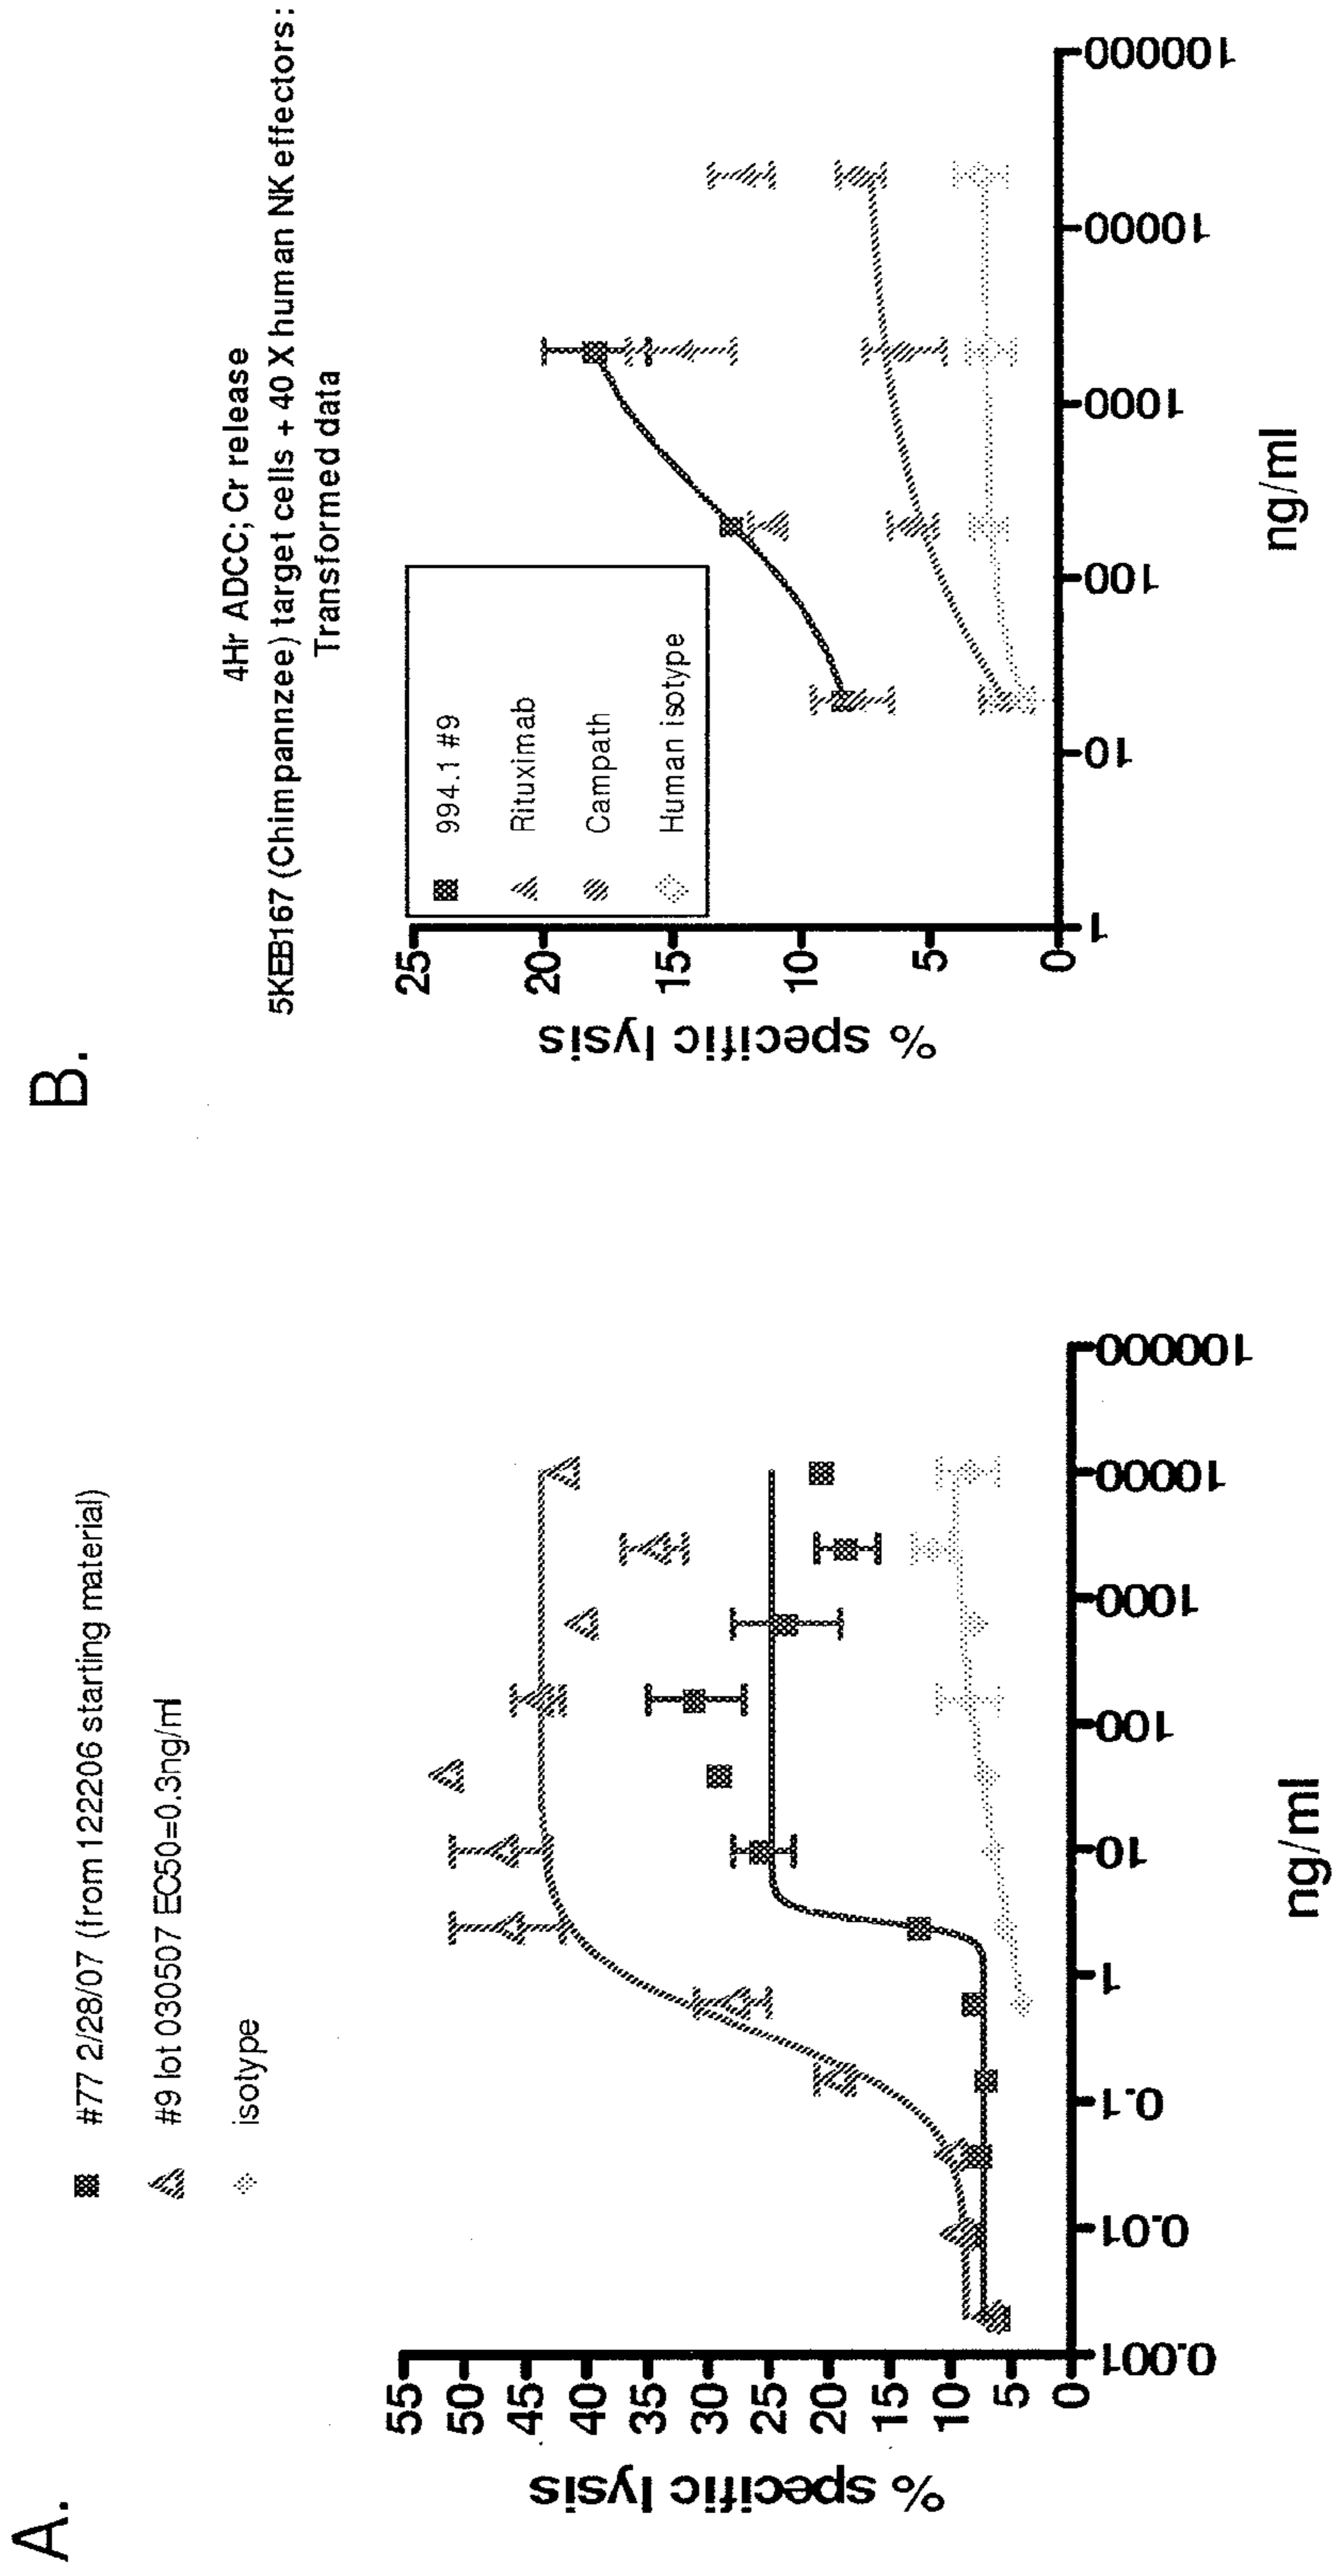 A.
#77 2/28/07 (from 122206 starting material)
#9 lot 030507 EC50=0.3ng/ml
isotype
% specific lysis
55
50
45
40
35
30
25
20
15
10
5
0
0.001
0.01
0.1
1
10
100
1000
10000
100000
ng/ml
B.
4Hr ADCC; Cr release
5KEB167 (Chimpannzee) target cells + 40 X human NK effectors:
Transformed data
994.1 #9
Rituximab
Campath
Human isotype
% specific lysis
25
20
15
10
5
0
1
10
100
1000
10000
100000
ng/ml